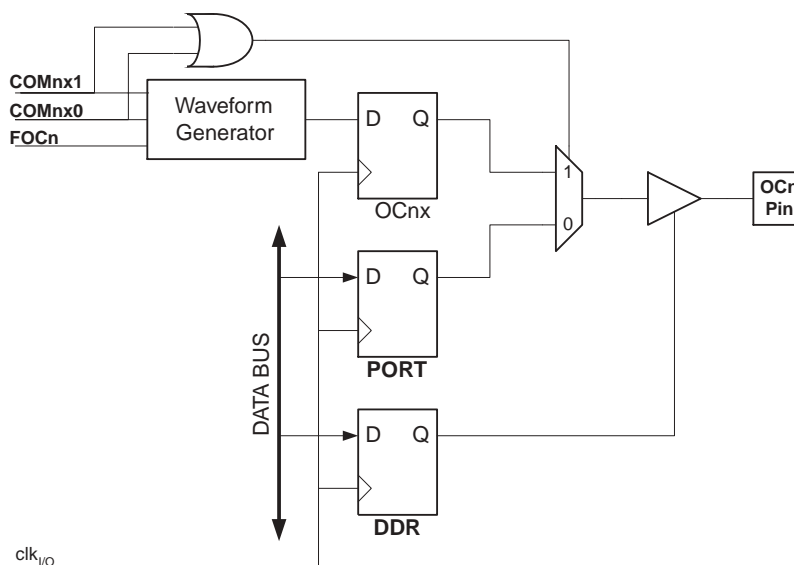 COMnx1
COMnx0
FOCn
Waveform
Generator
D Q
OCnx
1
0
OCn
Pin
D Q
PORT
DATA BUS
D Q
DDR
clkI/O